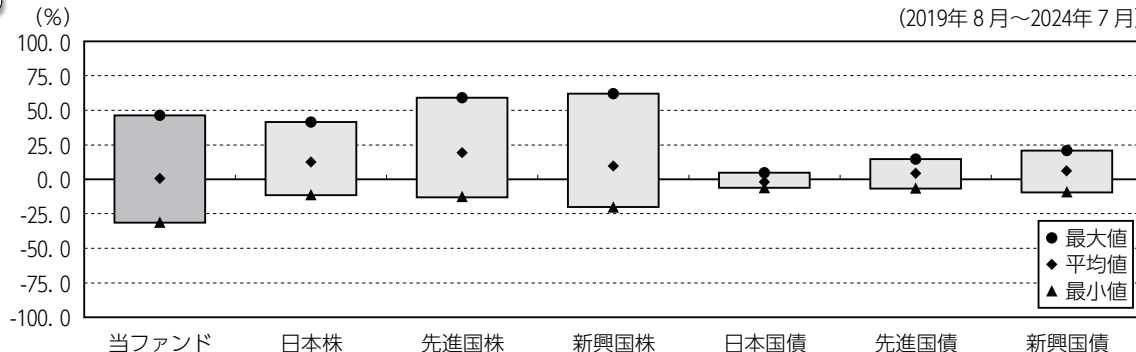 (%)
(2019年8月～2024年7月)
100.0
75.0
50.0
25.0
0.0
-25.0
-50.0
-75.0
-100.0
● 最大値
◆ 平均値
▲ 最小値
当ファンド 日本株 先進国株 新興国株 日本国債 先進国債 新興国債